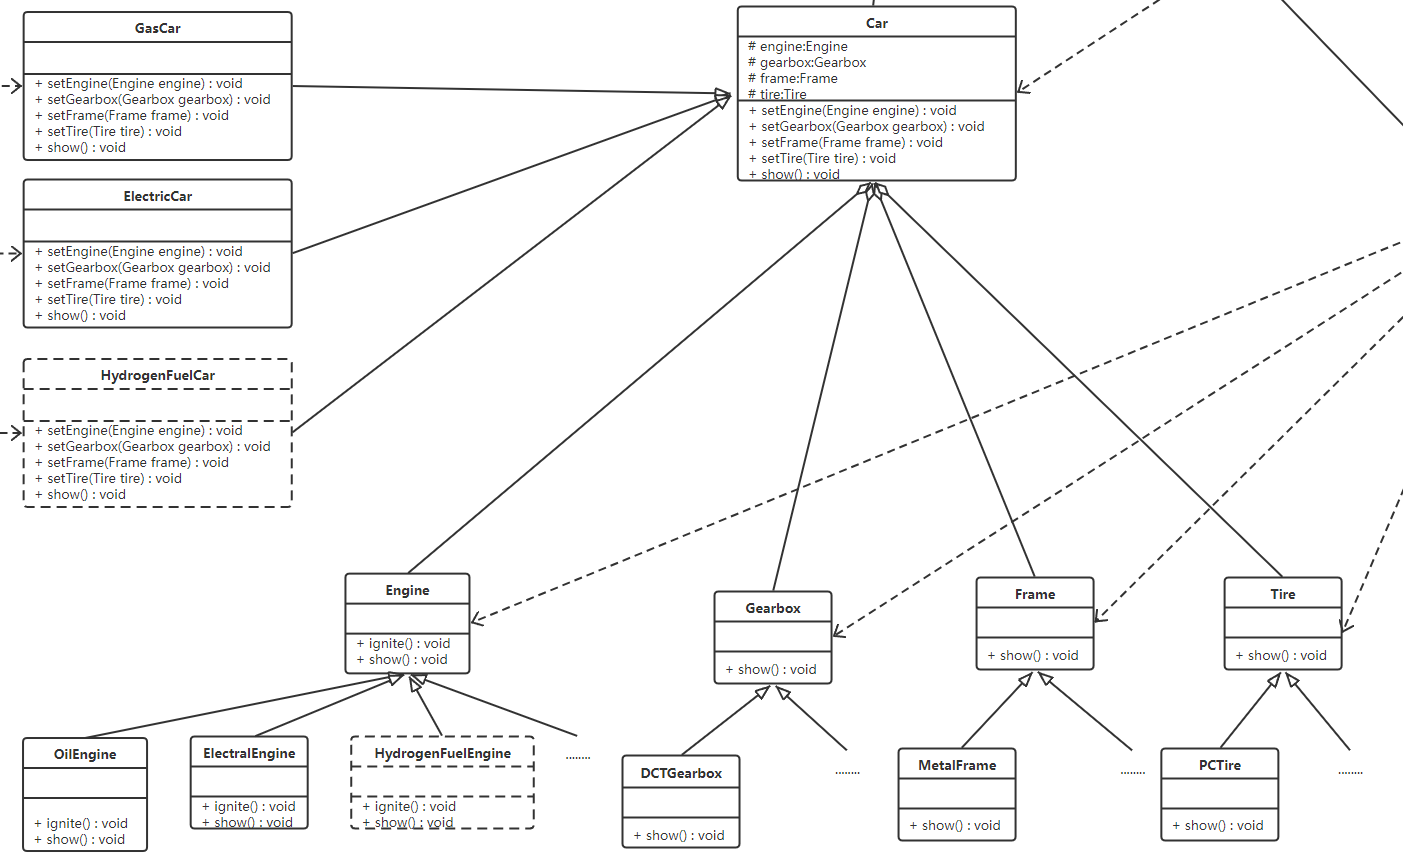 GasCar
+ setEngine(Engine engine) : void
+ setGearbox(Gearbox gearbox) : void
+ setFrame(Frame frame) : void
+ setTire(Tire tire) : void
+ show() : void
Car
# engine:Engine
# gearbox:Gearbox
# frame:Frame
# tire:Tire
+ setEngine(Engine engine) : void
+ setGearbox(Gearbox gearbox) : void
+ setFrame(Frame frame) : void
+ setTire(Tire tire) : void
+ show() : void
ElectricCar
+ setEngine(Engine engine) : void
+ setGearbox(Gearbox gearbox) : void
+ setFrame(Frame frame) : void
+ setTire(Tire tire) : void
+ show() : void
HydrogenFuelCar
+ setEngine(Engine engine) : void
+ setGearbox(Gearbox gearbox) : void
+ setFrame(Frame frame) : void
+ setTire(Tire tire) : void
+ show() : void
Engine
+ ignite() : void
+ show() : void
Gearbox
+ show() : void
Frame
+ show() : void
Tire
+ show() : void
OilEngine
+ ignite() : void
+ show() : void
ElectralEngine
+ ignite() : void
+ show() : void
HydrogenFuelEngine
+ ignite() : void
+ show() : void
........
DCTGearbox
+ show() : void
........
MetalFrame
+ show() : void
........
PCTire
+ show() : void
........